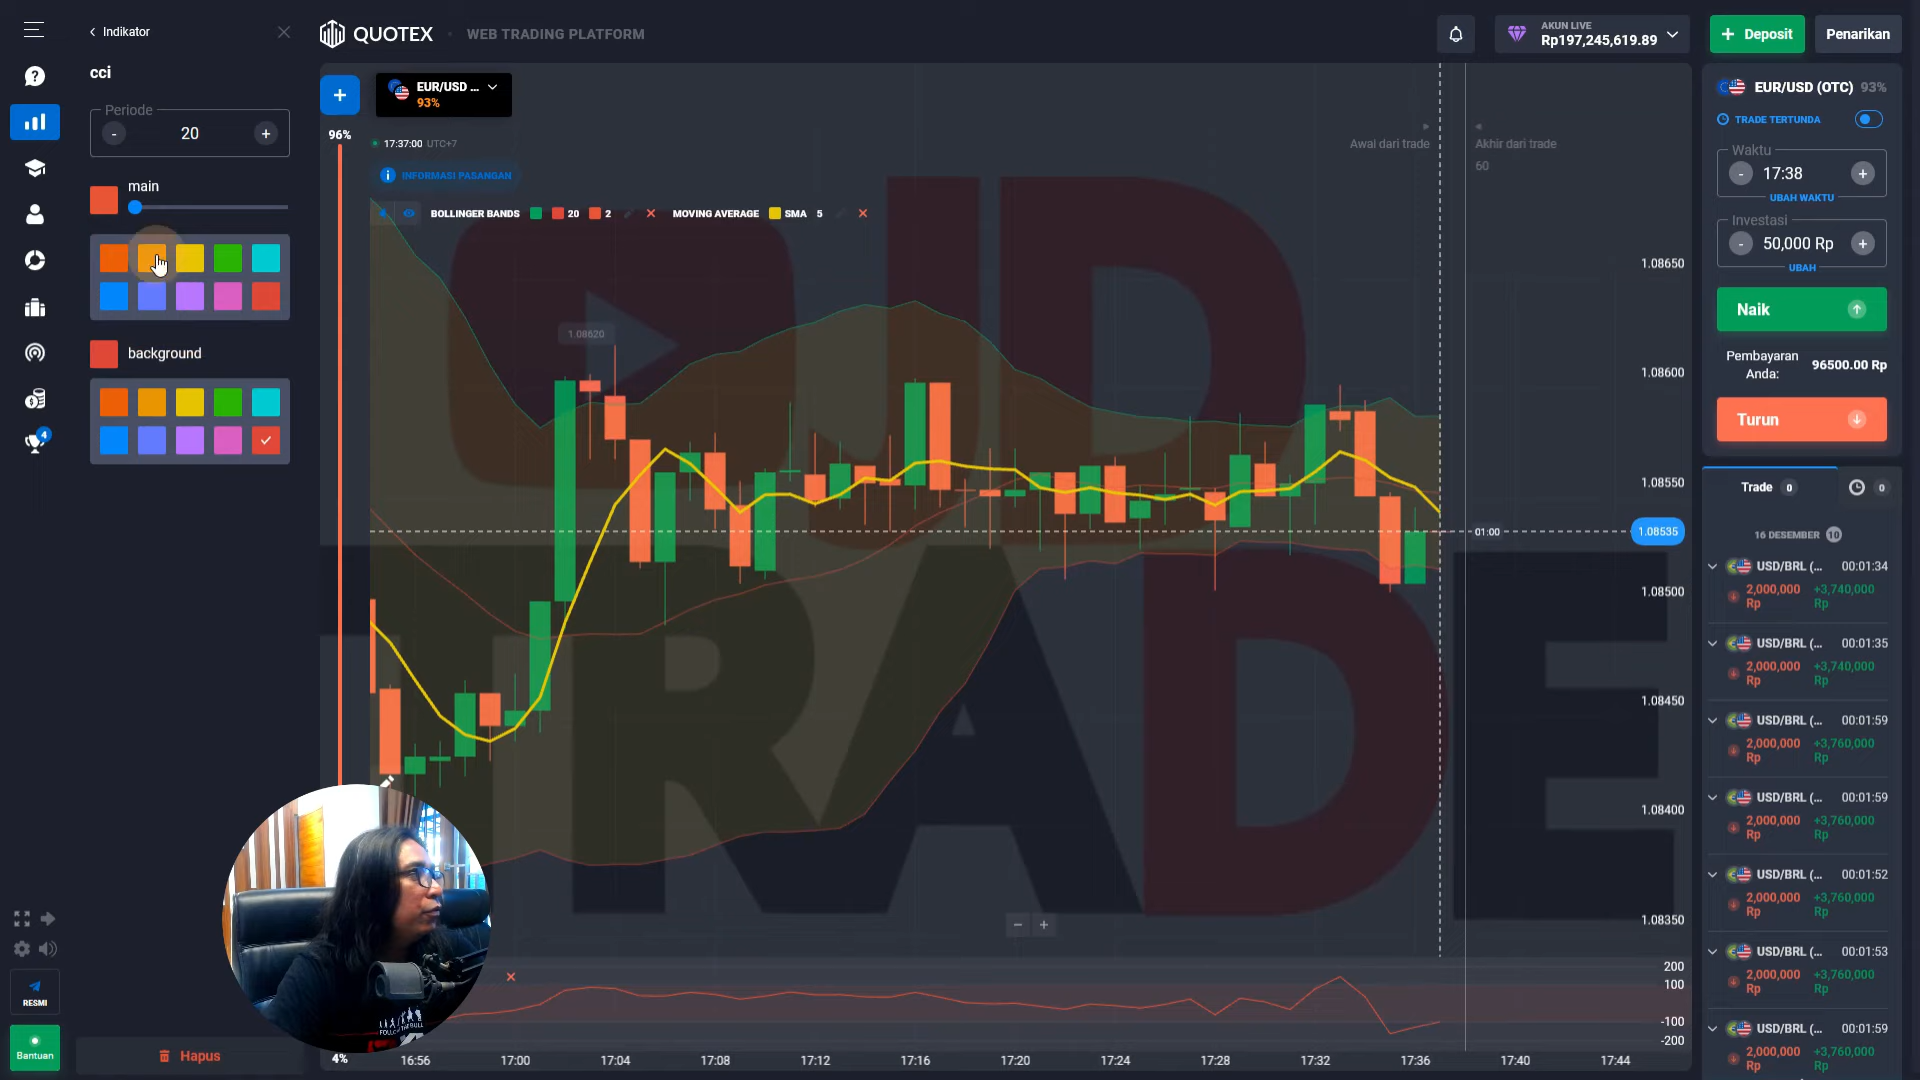 Indikator
cci
Periode
- 20 +
main
background
Hapus
RESMI
Bantuan
4
QUOTEX · WEB TRADING PLATFORM
AKUN LIVE
Rp197,245,619.89
+ Deposit
Penarikan
+
EUR/USD ...
93%
96%
17:37:00 UTC+7
INFORMASI PASANGAN
BOLLINGER BANDS 20 2
MOVING AVERAGE SMA 5
Awal dari trade
Akhir dari trade
60
1.08620
JD
TRADE
1.08650
1.08600
1.08550
01:00
1.08535
1.08500
1.08450
1.08400
1.08350
- +
200
100
-100
-200
4%
16:56 17:00 17:04 17:08 17:12 17:16 17:20 17:24 17:28 17:32 17:36 17:40 17:44
EUR/USD (OTC) 93%
TRADE TERTUNDA
Waktu
- 17:38 +
UBAH WAKTU
Investasi
- 50,000 Rp +
UBAH
Naik
Pembayaran
Anda:
96500.00 Rp
Turun
Trade 0
0
16 DESEMBER 10
USD/BRL (... 00:01:34
2,000,000 +3,740,000
Rp Rp
USD/BRL (... 00:01:35
2,000,000 +3,740,000
Rp Rp
USD/BRL (... 00:01:59
2,000,000 +3,760,000
Rp Rp
USD/BRL (... 00:01:59
2,000,000 +3,760,000
Rp Rp
USD/BRL (... 00:01:52
2,000,000 +3,760,000
Rp Rp
USD/BRL (... 00:01:53
2,000,000 +3,760,000
Rp Rp
USD/BRL (... 00:01:59
2,000,000 +3,760,000
Rp Rp